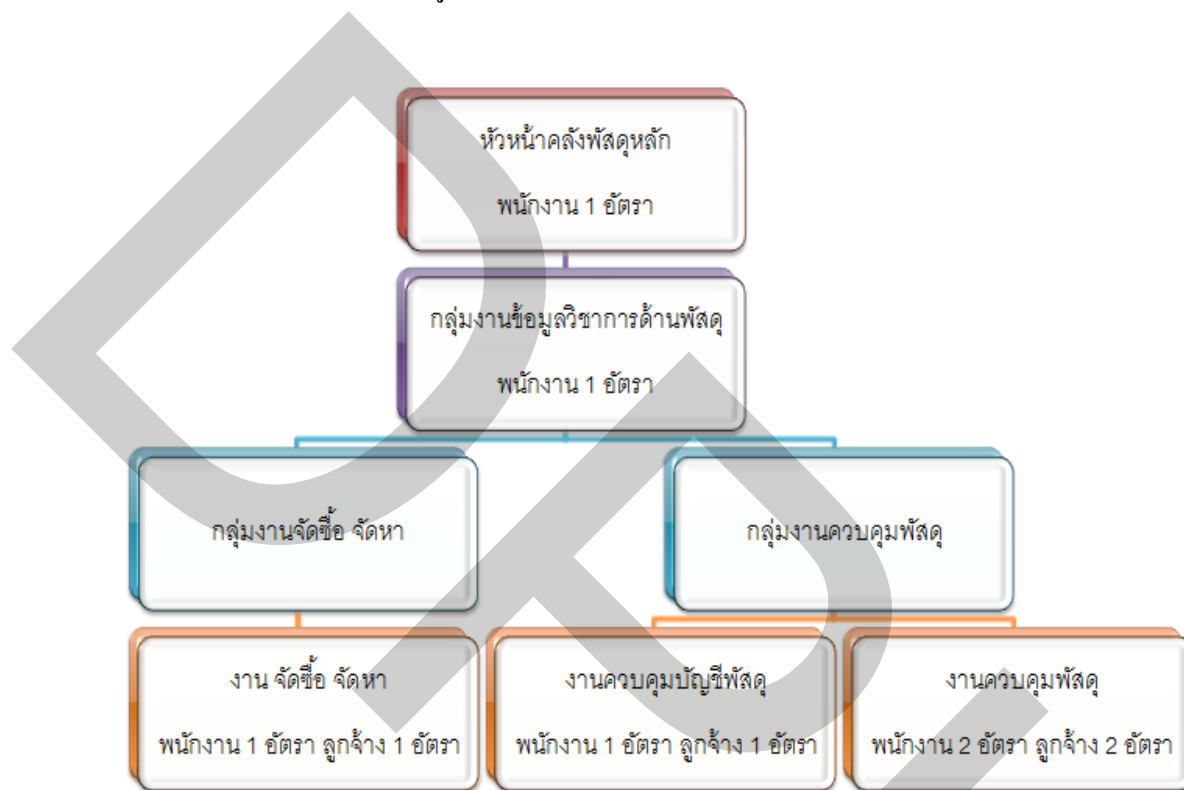 หัวหน้าคลังพัสดุหลัก
พนักงาน 1 อัตรา
กลุ่มงานข้อมูลวิชาการด้านพัสดุ
พนักงาน 1 อัตรา
กลุ่มงานจัดซื้อ จัดหา
กลุ่มงานควบคุมพัสดุ
งาน จัดซื้อ จัดหา
พนักงาน 1 อัตรา ลูกจ้าง 1 อัตรา
งานควบคุมบัญชีพัสดุ
พนักงาน 1 อัตรา ลูกจ้าง 1 อัตรา
งานควบคุมพัสดุ
พนักงาน 2 อัตรา ลูกจ้าง 2 อัตรา